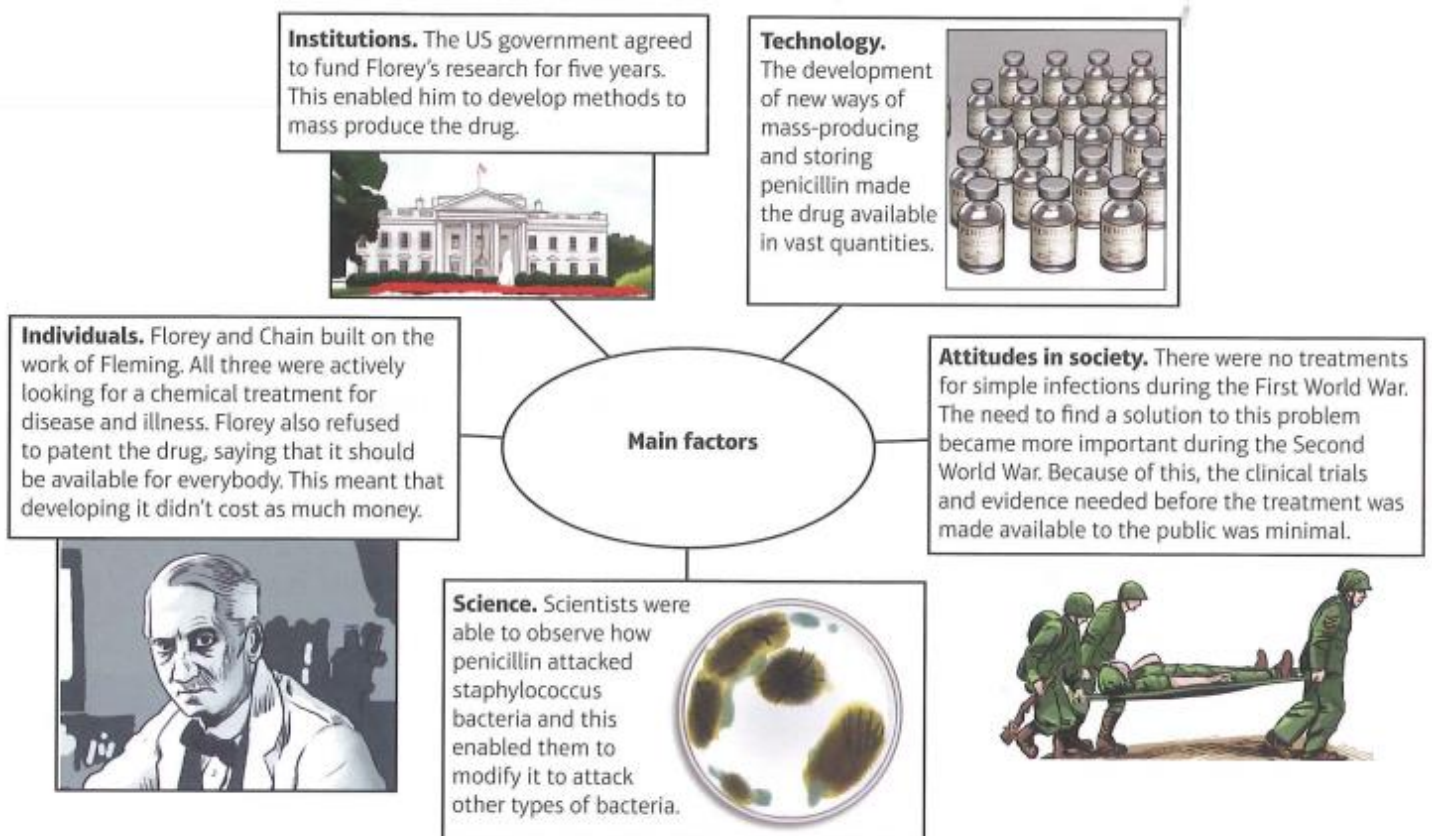 Institutions. The US government agreed
to fund Florey's research for five years.
This enabled him to develop methods to
mass produce the drug.
Technology.
The development
of new ways of
mass-producing
and storing
penicillin made
the drug available
in vast quantities.
Individuals. Florey and Chain built on the
work of Fleming. All three were actively
looking for a chemical treatment for
disease and illness. Florey also refused
to patent the drug, saying that it should
be available for everybody. This meant that
developing it didn't cost as much money.
Main factors
Attitudes in society. There were no treatments
for simple infections during the First World War.
The need to find a solution to this problem
became more important during the Second
World War. Because of this, the clinical trials
and evidence needed before the treatment was
made available to the public was minimal.
Science. Scientists were
able to observe how
penicillin attacked
staphylococcus
bacteria and this
enabled them to
modify it to attack
other types of bacteria.